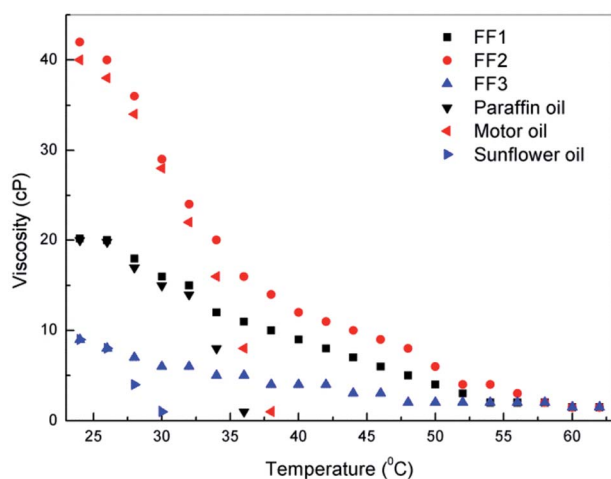 FF1
FF2
FF3
Paraffin oil
Motor oil
Sunflower oil
40
30
20
10
0
Viscosity (cP)
25 30 35 40 45 50 55 60
Temperature (⁰C)